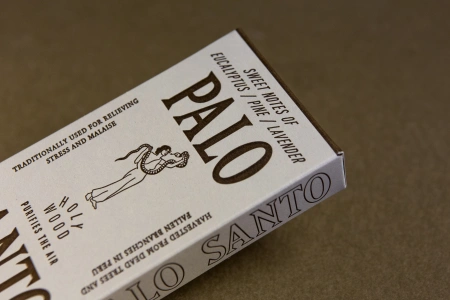 SWEET NOTES OF
EUCALYPTUS / PINE / LAVENDER
PALO
TRADITIONALLY USED FOR RELIEVING
STRESS AND MALAISE
HOLY
WOOD
PURIFIES THE AIR
HARVESTED FROM DEAD TREES AND
FALLEN BRANCHES IN PERU
ANTO
LO SANTO